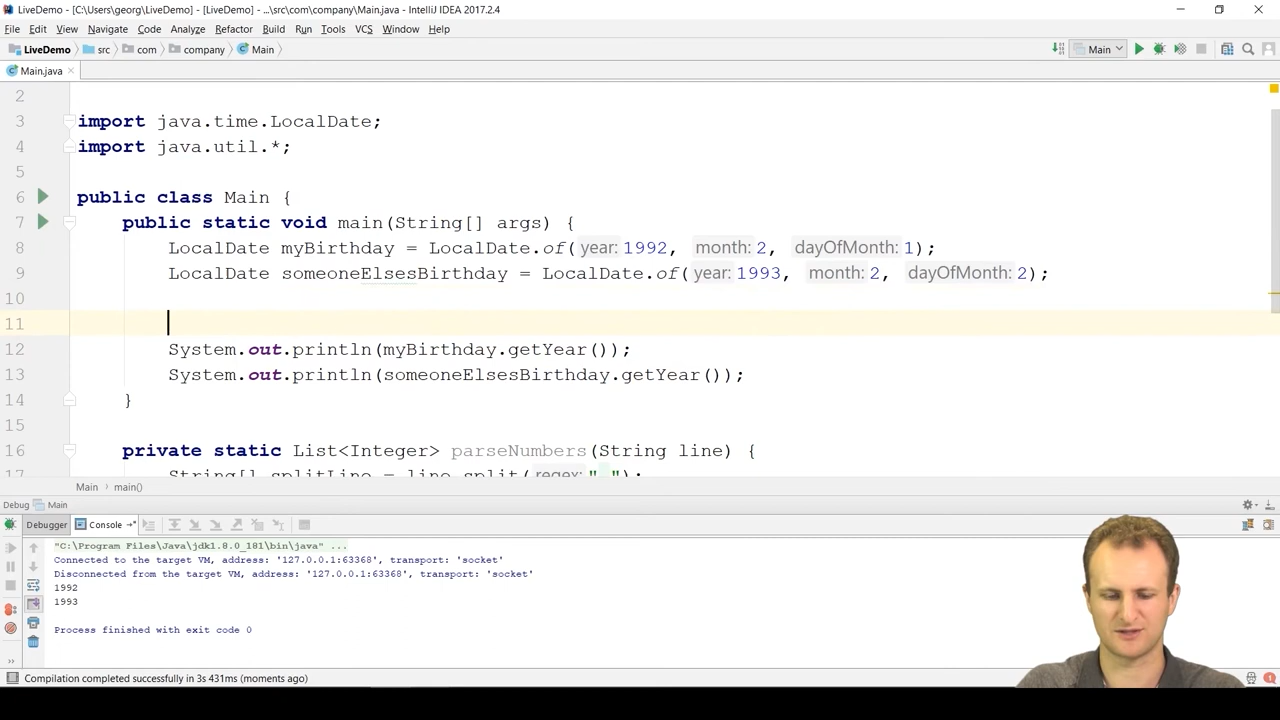 LiveDemo - [C:\Users\georg\LiveDemo] - [LiveDemo] - ...\src\com\company\Main.java - IntelliJ IDEA 2017.2.4
File Edit View Navigate Code Analyze Refactor Build Run Tools VCS Window Help
LiveDemo src com company Main Main
Main.java
2
3 import java.time.LocalDate;
4 import java.util.*;
5
6 public class Main {
7 public static void main(String[] args) {
8 LocalDate myBirthday = LocalDate.of( year: 1992, month: 2, dayOfMonth: 1);
9 LocalDate someoneElsesBirthday = LocalDate.of( year: 1993, month: 2, dayOfMonth: 2);
10
11
12 System.out.println(myBirthday.getYear());
13 System.out.println(someoneElsesBirthday.getYear());
14 }
15
16 private static List<Integer> parseNumbers(String line) {
17 String[] splitLine = line.split( regex: " ");
Main main()
Debug Main
Debugger Console
"C:\Program Files\Java\jdk1.8.0_181\bin\java" ...
Connected to the target VM, address: '127.0.0.1:63368', transport: 'socket'
Disconnected from the target VM, address: '127.0.0.1:63368', transport: 'socket'
1992
1993
Process finished with exit code 0
Compilation completed successfully in 3s 431ms (moments ago)